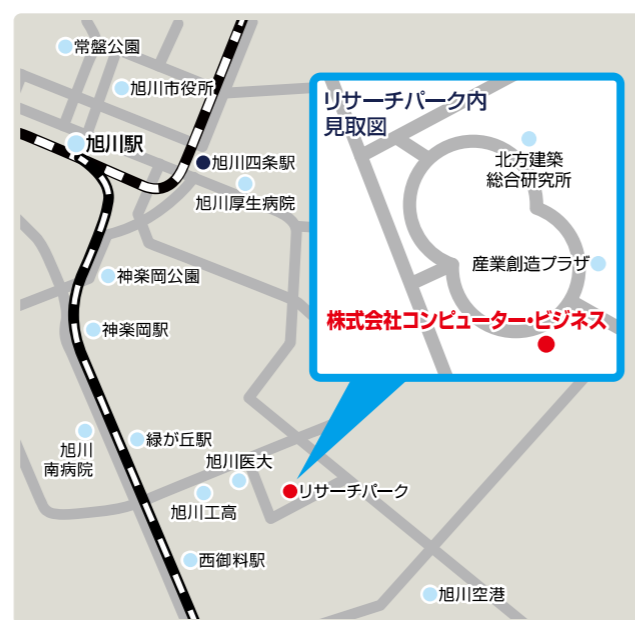 常盤公園
旭川市役所
旭川駅
旭川四条駅
旭川厚生病院
神楽岡公園
神楽岡駅
旭川
南病院
緑が丘駅
旭川医大
旭川工高
リサーチパーク
西御料駅
旭川空港
リサーチパーク内
見取図
北方建築
総合研究所
産業創造プラザ
株式会社コンピューター・ビジネス